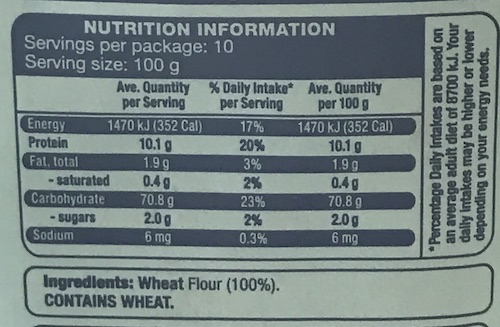 NUTRITION INFORMATION
Servings per package: 10
Serving size: 100 g
Ave. Quantity per Serving % Daily Intake* per Serving Ave. Quantity per 100 g
Energy 1470 kJ (352 Cal) 17% 1470 kJ (352 Cal)
Protein 10.1 g 20% 10.1 g
Fat, total 1.9 g 3% 1.9 g
- saturated 0.4 g 2% 0.4 g
Carbohydrate 70.8 g 23% 70.8 g
- sugars 2.0 g 2% 2.0 g
Sodium 6 mg 0.3% 6 mg
*Percentage Daily Intakes are based on
an average adult diet of 8700 kJ. Your
daily intakes may be higher or lower
depending on your energy needs.
Ingredients: Wheat Flour (100%).
CONTAINS WHEAT.